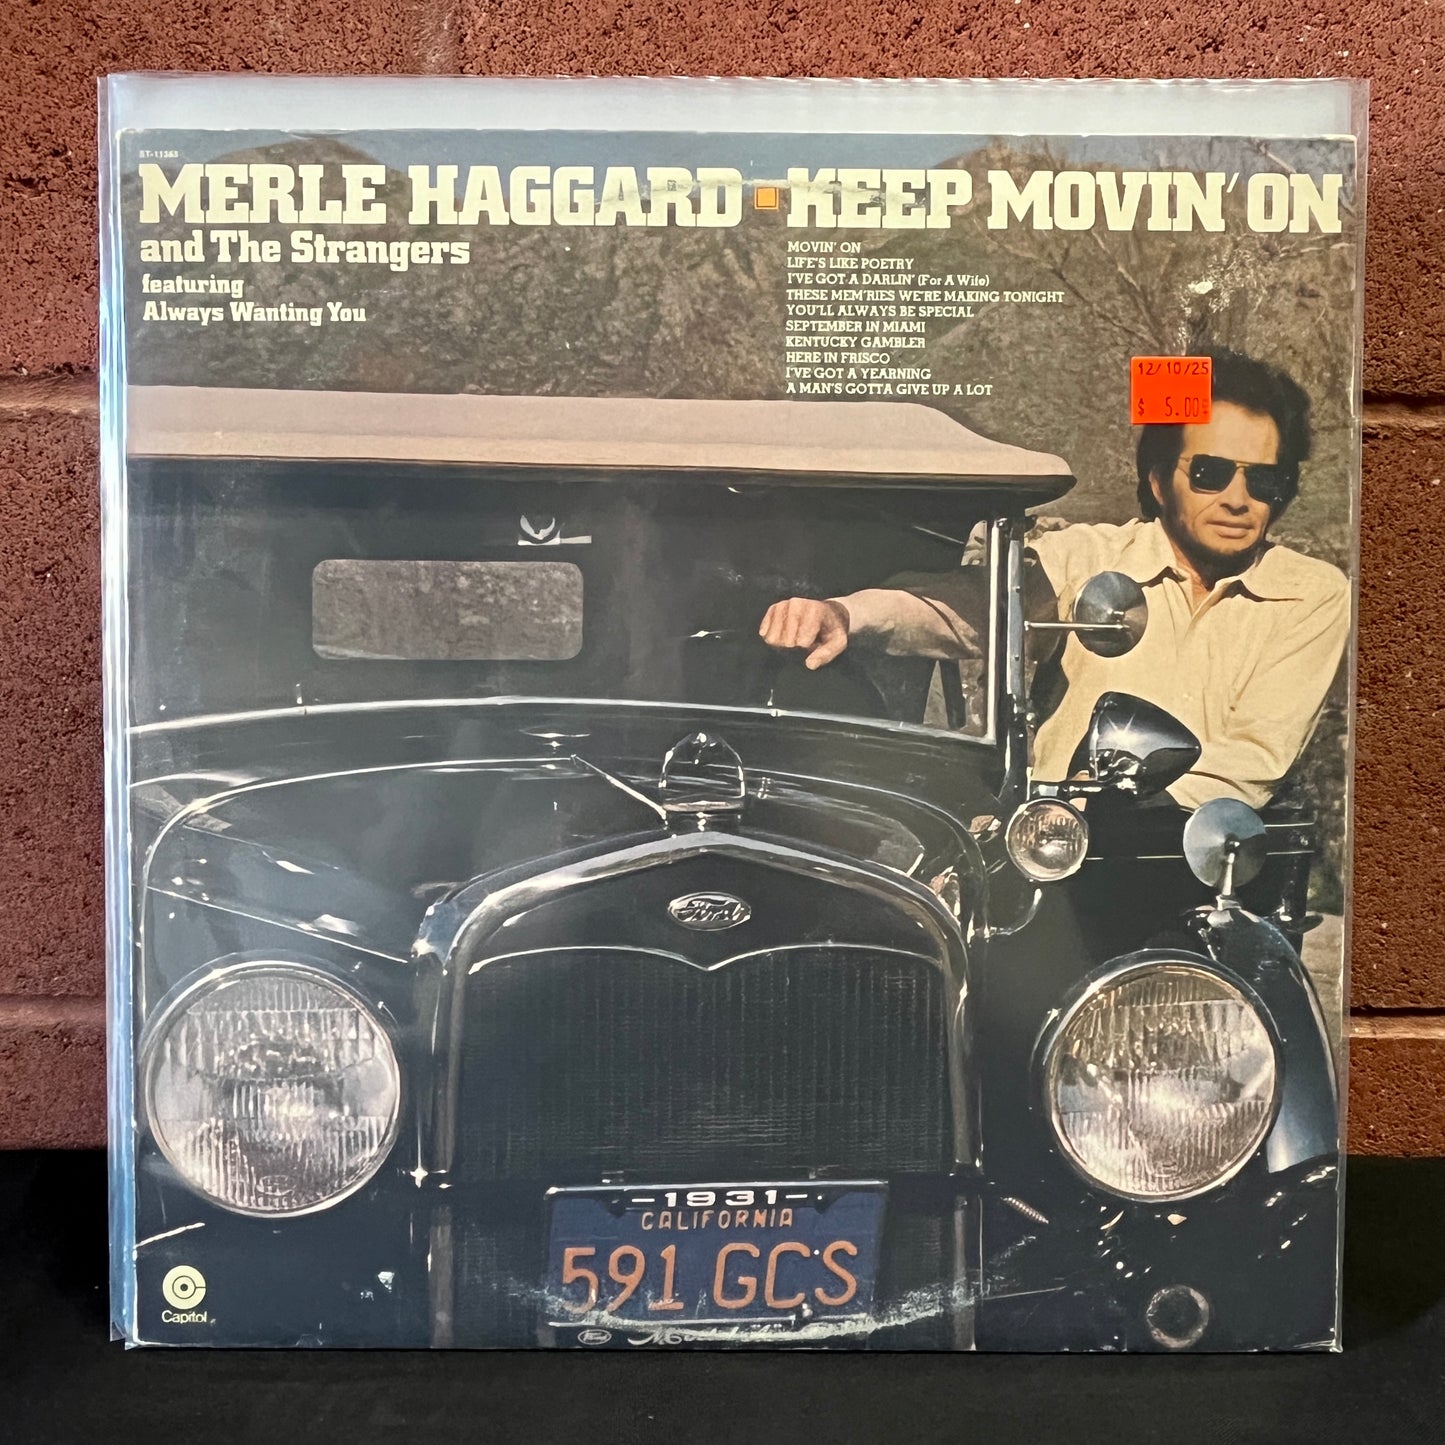 ST-11365
MERLE HAGGARD ▪ KEEP MOVIN' ON
and The Strangers
featuring
Always Wanting You
MOVIN' ON
LIFE'S LIKE POETRY
I'VE GOT A DARLIN' (For A Wife)
THESE MEM'RIES WE'RE MAKING TONIGHT
YOU'LL ALWAYS BE SPECIAL
SEPTEMBER IN MIAMI
KENTUCKY GAMBLER
HERE IN FRISCO
I'VE GOT A YEARNING
A MAN'S GOTTA GIVE UP A LOT
12/10/25
$ 5.00
Ford
-1931-
CALIFORNIA
591 GCS
Capitol